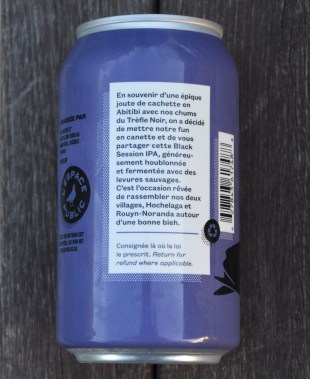 En souvenir d'une épique
joute de cachette en
Abitibi avec nos chums
du Trèfle Noir, on a décidé
de mettre notre fun
en canette et de vous
partager cette Black
Session IPA, généreu-
sement houblonnée
et fermentée avec des
levures sauvages.
C'est l'occasion rêvée
de rassembler nos deux
villages, Hochelaga et
Rouyn-Noranda autour
d'une bonne bieh.
Consignée là où la loi
le prescrit. Return for
refund where applicable.